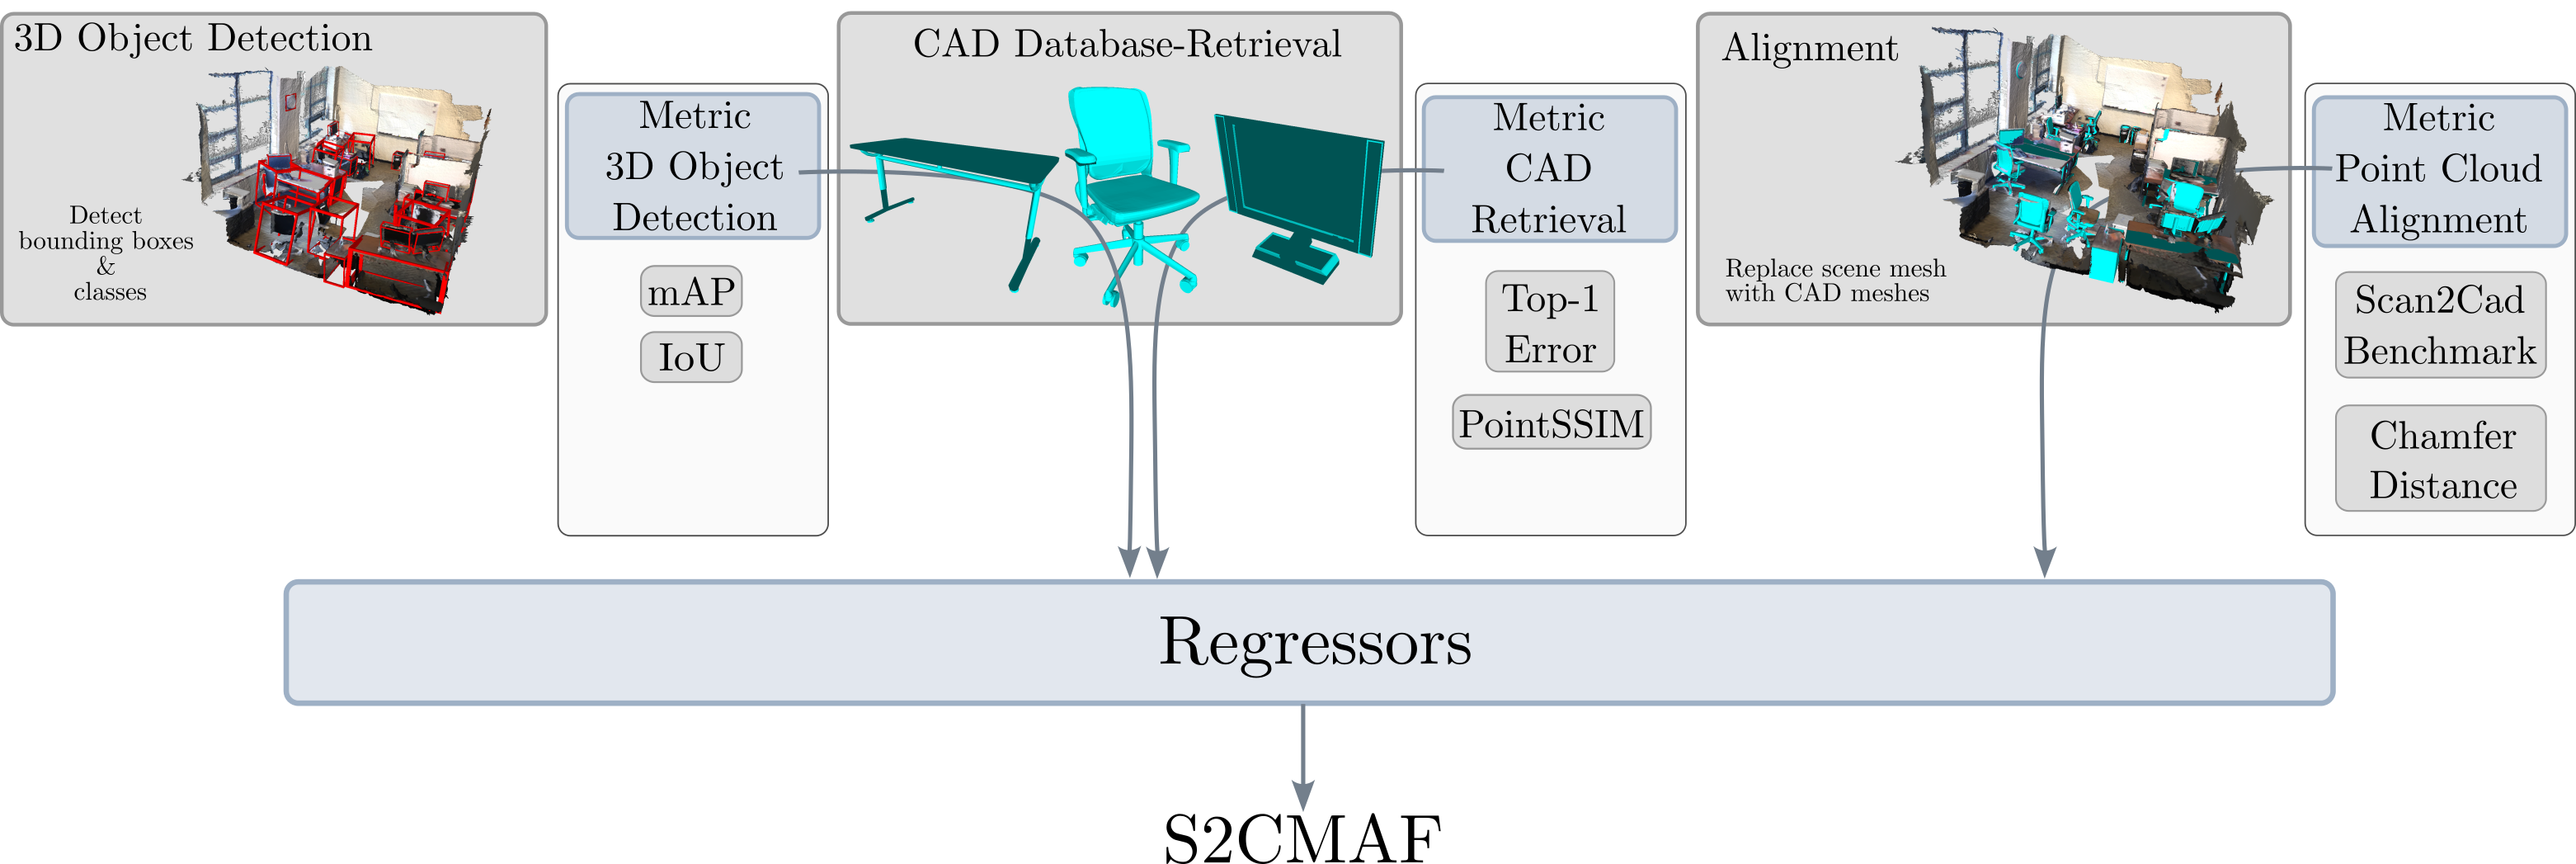 3D Object Detection
Detect
bounding boxes
&
classes
Metric
3D Object
Detection
mAP
IoU
CAD Database-Retrieval
Metric
CAD
Retrieval
Top-1
Error
PointSSIM
Alignment
Replace scene mesh
with CAD meshes
Metric
Point Cloud
Alignment
Scan2Cad
Benchmark
Chamfer
Distance
Regressors
S2CMAF